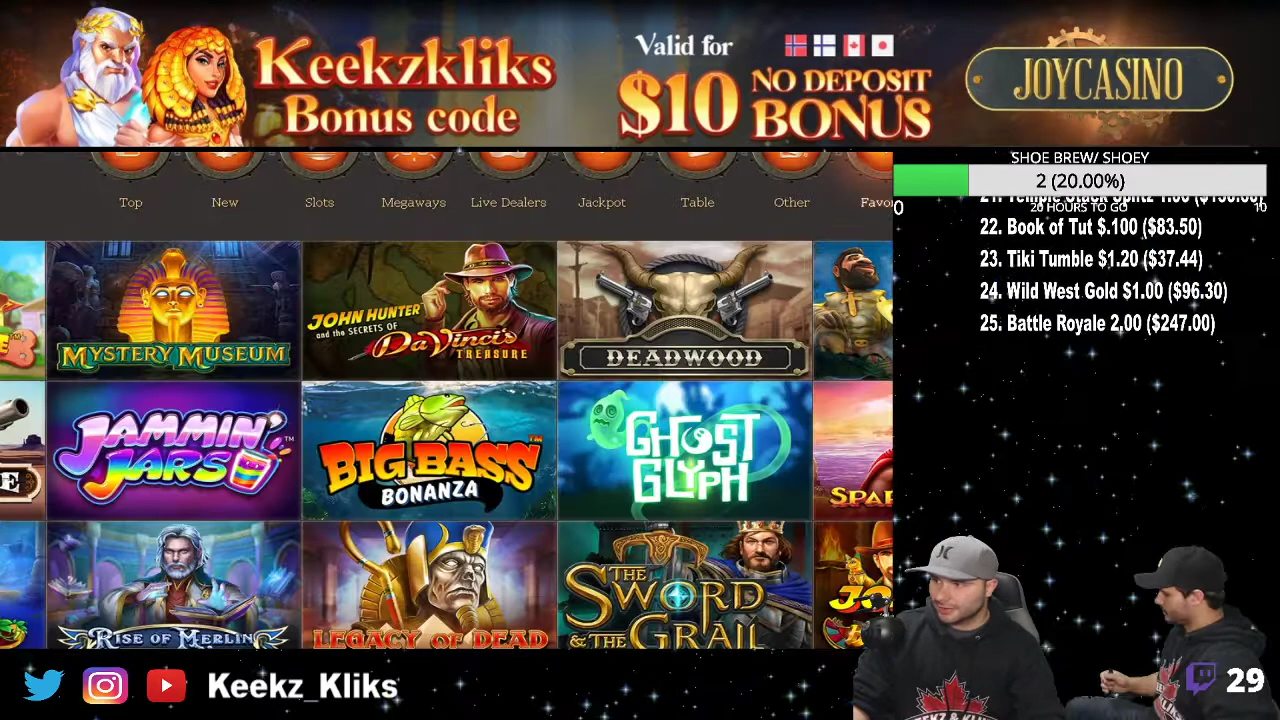 Keekzkliks
Bonus code
Valid for
$10 NO DEPOSIT
BONUS
JOYCASINO
Top
New
Slots
Megaways
Live Dealers
Jackpot
Table
Other
SHOE BREW/ SHOEY
2 (20.00%)
0
20 HOURS TO GO
10
22. Book of Tut $.100 ($83.50)
23. Tiki Tumble $1.20 ($37.44)
24. Wild West Gold $1.00 ($96.30)
25. Battle Royale 2.00 ($247.00)
MYSTERY MUSEUM
JOHN HUNTER
and the SECRETS OF
DaVinci's
TREASURE
DEADWOOD
JAMMIN'
JARS™
BIG BASS™
BONANZA
GHOST
GLYPH
RISE OF MERLIN
LEGACY OF DEAD
THE
SWORD
& THE GRAIL
Keekz_Kliks
29